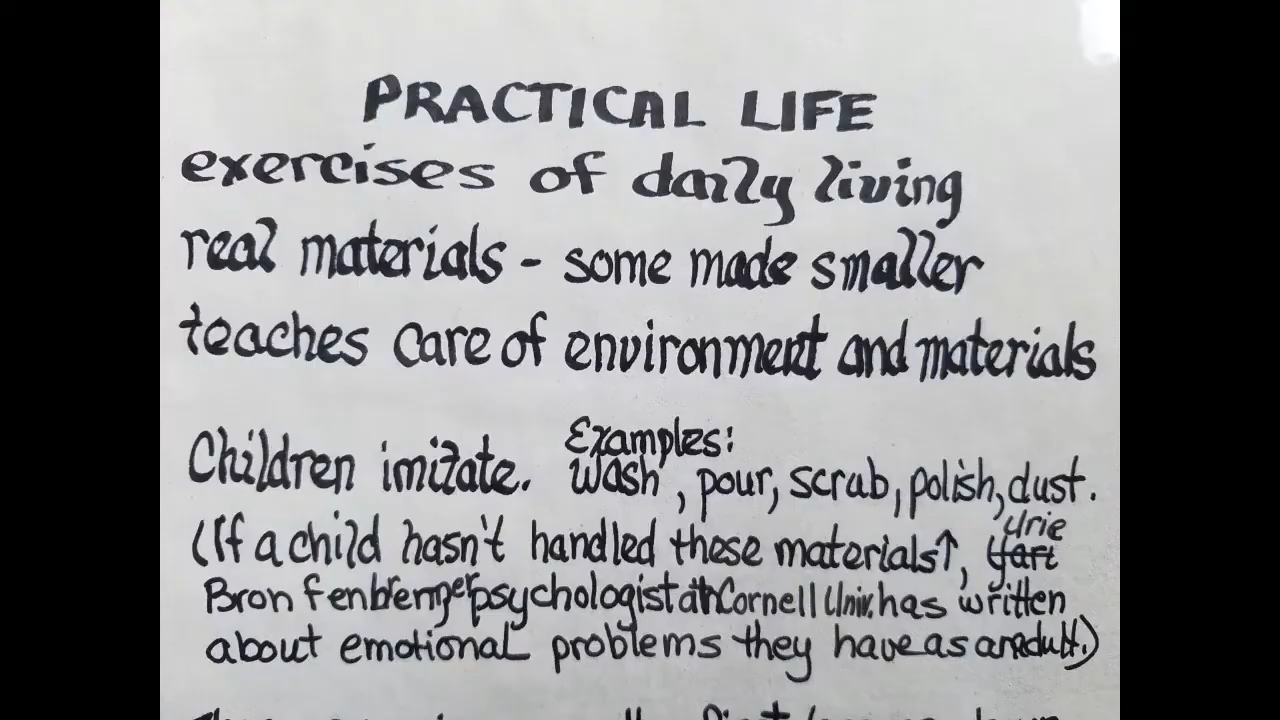 PRACTICAL LIFE
exercises of daily living
real materials - some made smaller
teaches care of environment and materials
Examples:
Children imitate. wash, pour, scrub, polish, dust.
Urie
(If a child hasn't handled these materials↑,
Bronfenbrenner psychologist at Cornell Univ. has written
about emotional problems they have as an adult.)